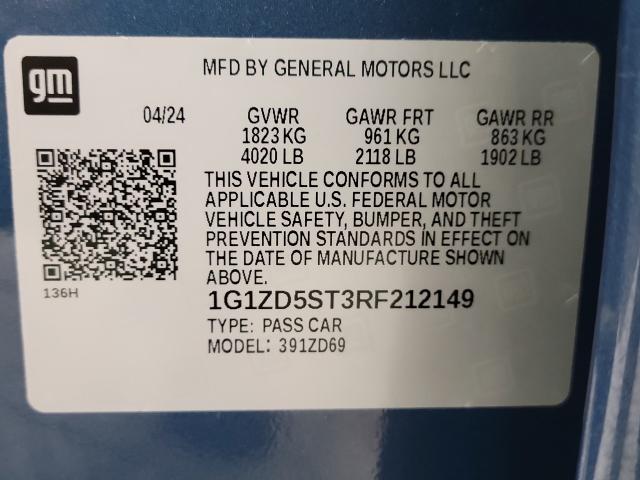 gm
MFD BY GENERAL MOTORS LLC
04/24 GVWR GAWR FRT GAWR RR
1823 KG 961 KG 863 KG
4020 LB 2118 LB 1902 LB
THIS VEHICLE CONFORMS TO ALL
APPLICABLE U.S. FEDERAL MOTOR
VEHICLE SAFETY, BUMPER, AND THEFT
PREVENTION STANDARDS IN EFFECT ON
THE DATE OF MANUFACTURE SHOWN
ABOVE.
136H
1G1ZD5ST3RF212149
TYPE: PASS CAR
MODEL: 391ZD69